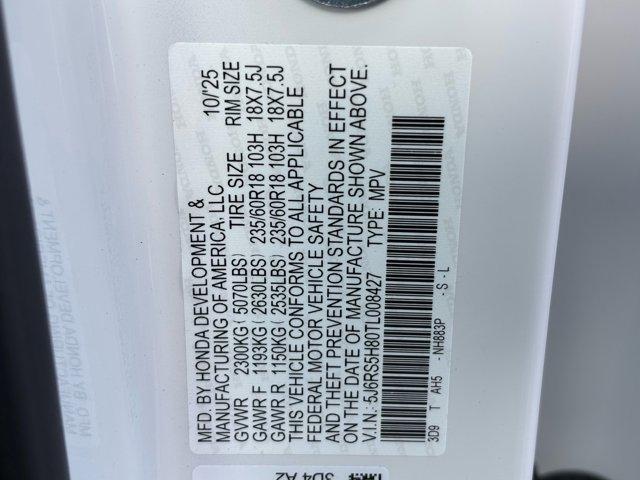 MFD. BY HONDA DEVELOPMENT &
MANUFACTURING OF AMERICA, LLC 10/'25
GVWR 2300KG ( 5070LBS) TIRE SIZE RIM SIZE
GAWR F 1193KG ( 2630LBS) 235/60R18 103H 18X7.5J
GAWR R 1150KG ( 2535LBS) 235/60R18 103H 18X7.5J
THIS VEHICLE CONFORMS TO ALL APPLICABLE
FEDERAL MOTOR VEHICLE SAFETY
AND THEFT PREVENTION STANDARDS IN EFFECT
ON THE DATE OF MANUFACTURE SHOWN ABOVE.
V.I.N.: 5J6RS5H80TL008427 TYPE: MPV
3D9 T AH5 -NH883P -S -L
3D4 A2